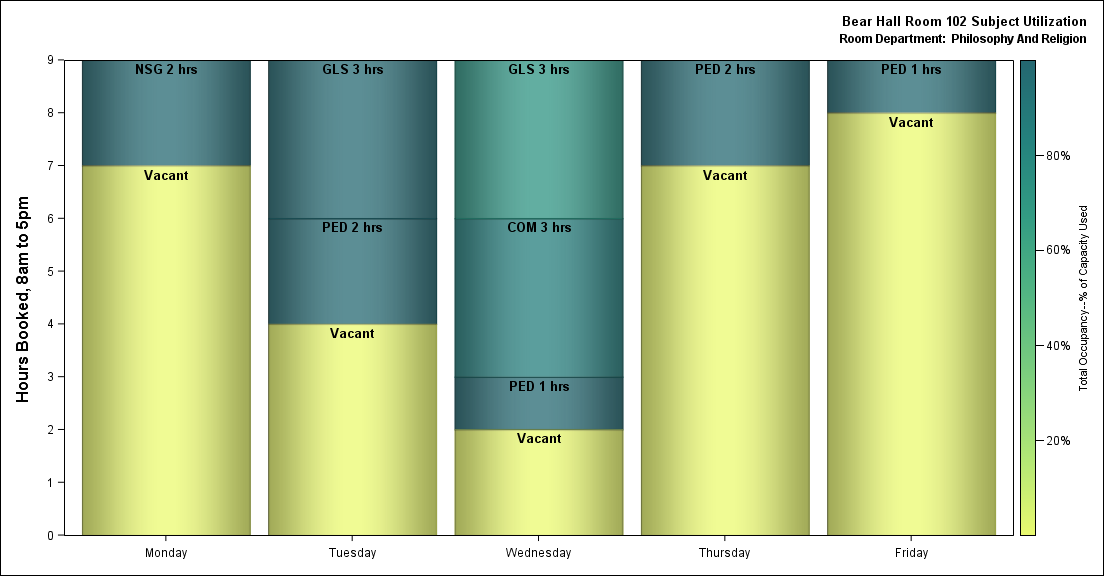 Bear Hall Room 102 Subject Utilization
Room Department: Philosophy And Religion
Hours Booked, 8am to 5pm
9
8
7
6
5
4
3
2
1
0
NSG 2 hrs
Vacant
GLS 3 hrs
PED 2 hrs
Vacant
GLS 3 hrs
COM 3 hrs
PED 1 hrs
Vacant
PED 2 hrs
Vacant
PED 1 hrs
Vacant
Monday
Tuesday
Wednesday
Thursday
Friday
80%
60%
40%
20%
Total Occupancy--% of Capacity Used